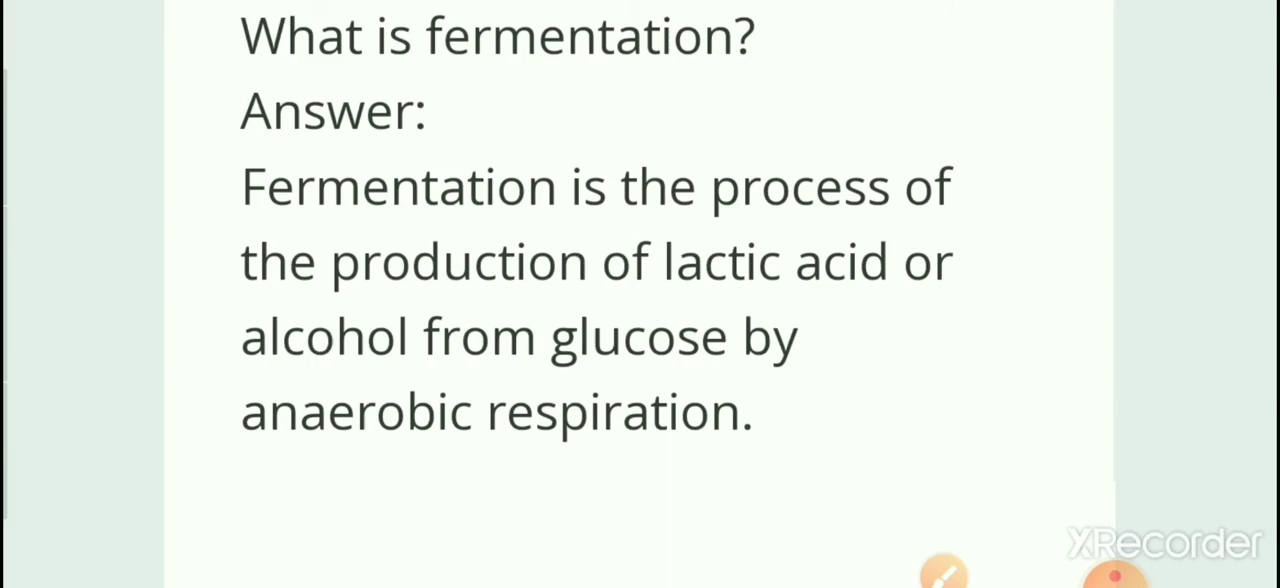 What is fermentation?
Answer:
Fermentation is the process of
the production of lactic acid or
alcohol from glucose by
anaerobic respiration.
XRecorder